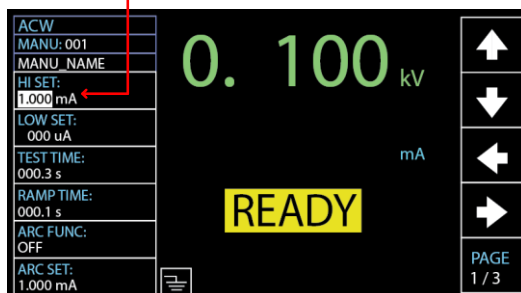 ACW
MANU: 001
MANU_NAME
HI SET:
1.000 mA
LOW SET:
000 uA
TEST TIME:
000.3 s
RAMP TIME:
000.1 s
ARC FUNC:
OFF
ARC SET:
1.000 mA
0. 100 kV
mA
READY
PAGE
1 / 3